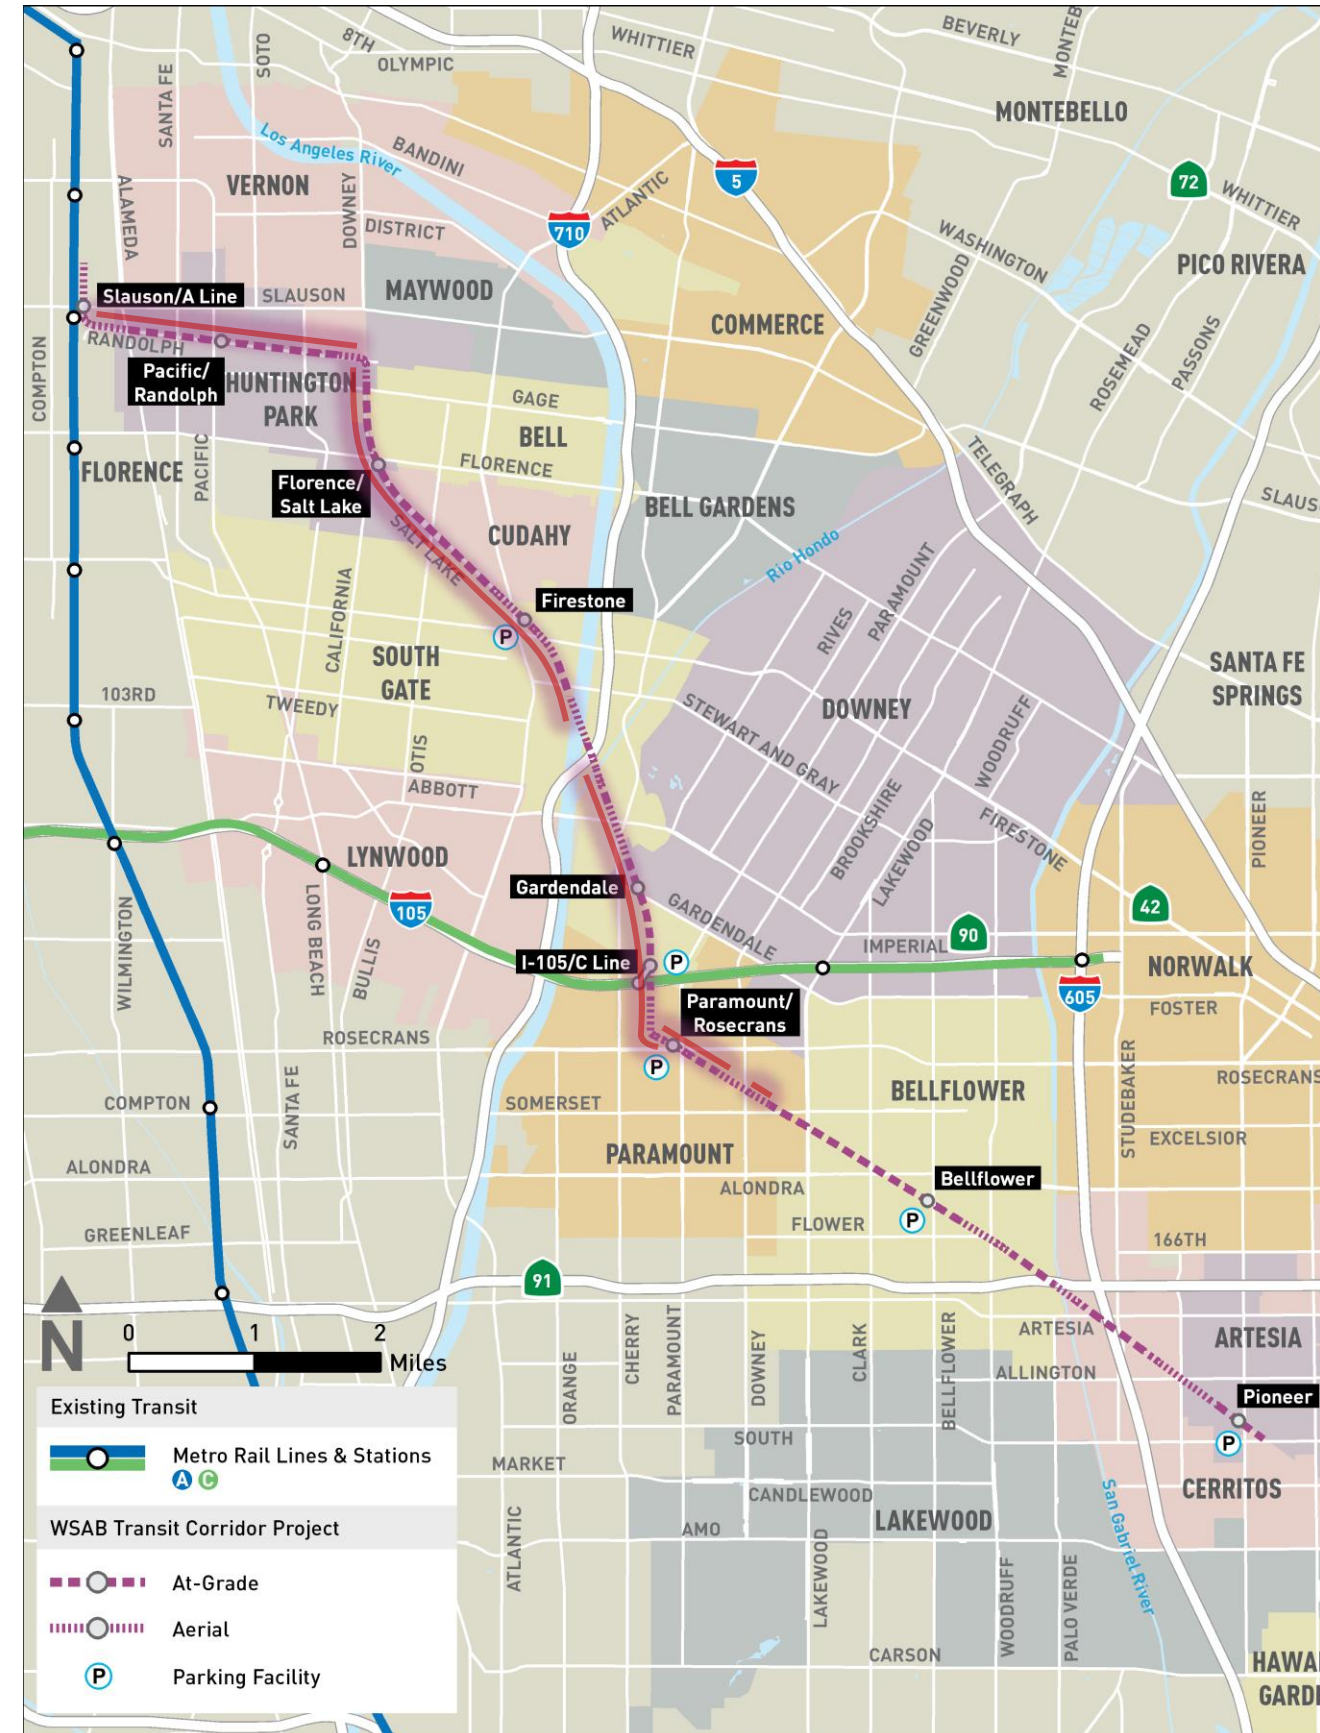 BEVERLY
MONTEB
WHITTIER
8TH
SOTO
OLYMPIC
SANTA FE
MONTEBELLO
Los Angeles River
BANDINI
5
72
WHITTIER
VERNON
ALAMEDA
DOWNEY
DISTRICT
710
ATLANTIC
WASHINGTON
PICO RIVERA
MAYWOOD
Slauson/A Line
SLAUSON
GREENWOOD
COMMERCE
RANDOLPH
COMPTON
Pacific/
Randolph
HUNTINGTON
PARK
ROSEMEAD
PASSONS
GAGE
BELL
FLORENCE
PACIFIC
FLORENCE
TELEGRAPH
Florence/
Salt Lake
BELL GARDENS
SLAUS
CUDAHY
SALT LAKE
Rio Hondo
CALIFORNIA
Firestone
P
RIVES
PARAMOUNT
SOUTH
GATE
SANTA FE
SPRINGS
103RD
TWEEDY
DOWNEY
STEWART AND GRAY
WOODRUFF
OTIS
ABBOTT
BROOKSHIRE
LAKEWOOD
FIRESTONE
PIONEER
LYNWOOD
Gardendale
GARDENDALE
105
LONG BEACH
BULLIS
WILMINGTON
42
IMPERIAL
90
I-105/C Line
P
NORWALK
605
Paramount/
Rosecrans
FOSTER
ROSECRANS
P
STUDEBAKER
ROSECRANS
SANTA FE
COMPTON
SOMERSET
BELLFLOWER
EXCELSIOR
PARAMOUNT
ALONDRA
ALONDRA
Bellflower
P
FLOWER
GREENLEAF
166TH
91
N
0 1 2
Miles
ORANGE
CHERRY
PARAMOUNT
DOWNEY
CLARK
BELLFLOWER
ARTESIA
ARTESIA
ALLINGTON
Pioneer
P
SOUTH
MARKET
CANDLEWOOD
CERRITOS
LAKEWOOD
AMO
ATLANTIC
LAKEWOOD
WOODRUFF
PALO VERDE
San Gabriel River
CARSON
HAWAI
GARDE
Existing Transit
Metro Rail Lines & Stations
A C
WSAB Transit Corridor Project
At-Grade
Aerial
P Parking Facility